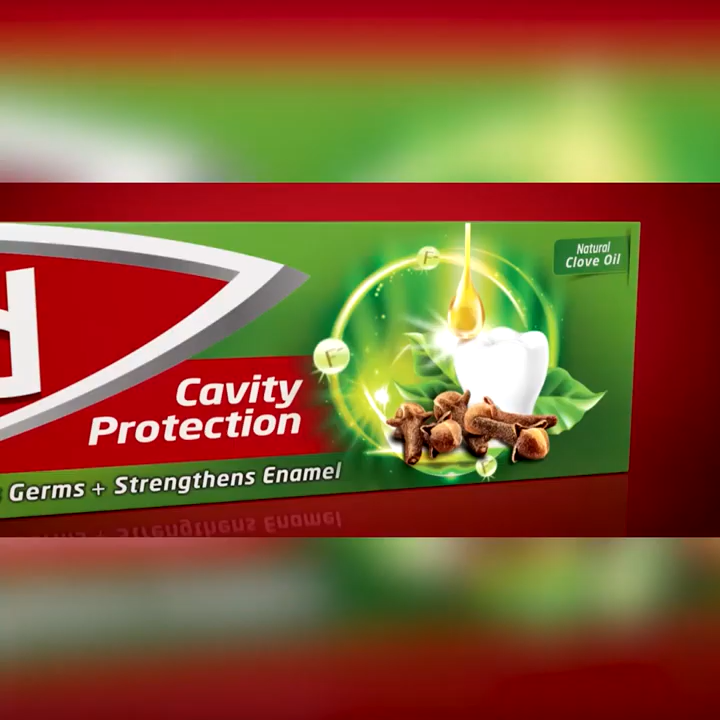 Natural
Clove Oil
d
Cavity
Protection
Germs + Strengthens Enamel